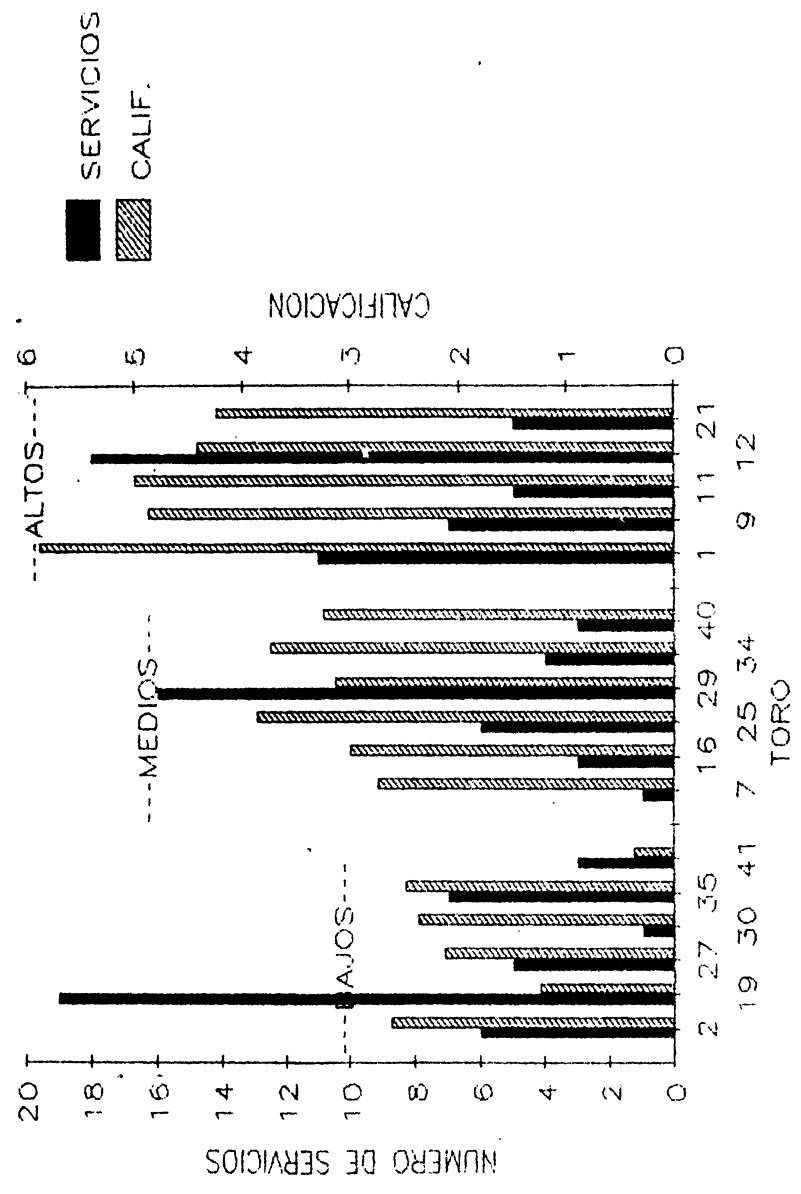 SERVICIOS
CALIF.
NUMERO DE SERVICIOS
20
18
16
14
12
10
8
6
4
2
0
CALIFICACION
6
5
4
3
2
1
0
---ALTOS---
---MEDIOS---
---BAJOS---
2 19 27 30 35 41 7 16 25 29 34 40 1 9 11 12 21
TORO